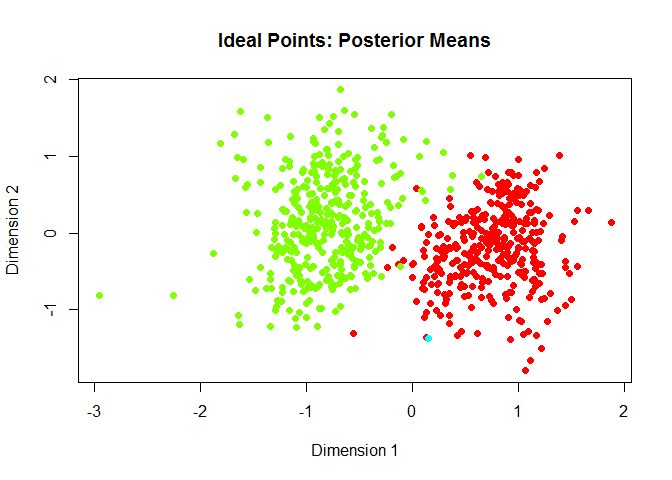 Ideal Points: Posterior Means
2
1
0
-1
Dimension 2
-3 -2 -1 0 1 2
Dimension 1